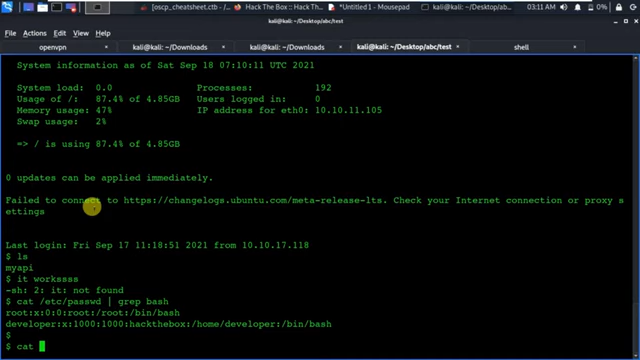 [oscp_cheatsheet.ctb] Hack The Box :: Hack Th... *Untitled 1 - Mousepad kali@kali: ~/Desktop/ab... 03:11 AM
kali@kali: ~/Desktop/abc/test
File Actions Edit View Help
openvpn kali@kali: ~/Downloads kali@kali: ~/Downloads kali@kali: ~/Desktop/abc/test shell
System information as of Sat Sep 18 07:10:11 UTC 2021
System load: 0.0 Processes: 192
Usage of /: 87.4% of 4.85GB Users logged in: 0
Memory usage: 47% IP address for eth0: 10.10.11.105
Swap usage: 2%
=> / is using 87.4% of 4.85GB
0 updates can be applied immediately.
Failed to connect to https://changelogs.ubuntu.com/meta-release-lts. Check your Internet connection or proxy s
ettings
Last login: Fri Sep 17 11:18:51 2021 from 10.10.17.118
$ ls
myapi
$ it workssss
-sh: 2: it: not found
$ cat /etc/passwd | grep bash
root:x:0:0:root:/root:/bin/bash
developer:x:1000:1000:hackthebox:/home/developer:/bin/bash
$
$ cat